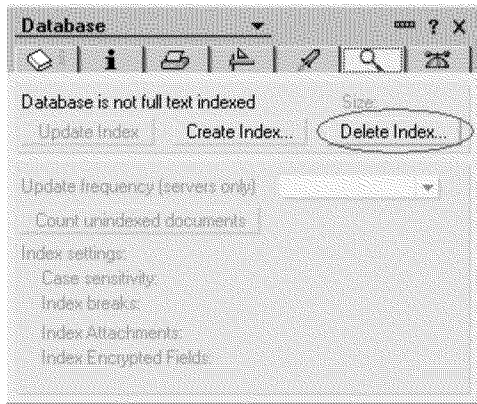 Database
? X
i
Database is not full text indexed Size:
Update Index Create Index... Delete Index...
Update frequency (servers only)
Count unindexed documents
Index settings:
Case sensitivity:
Index breaks:
Index Attachments:
Index Encrypted Fields: